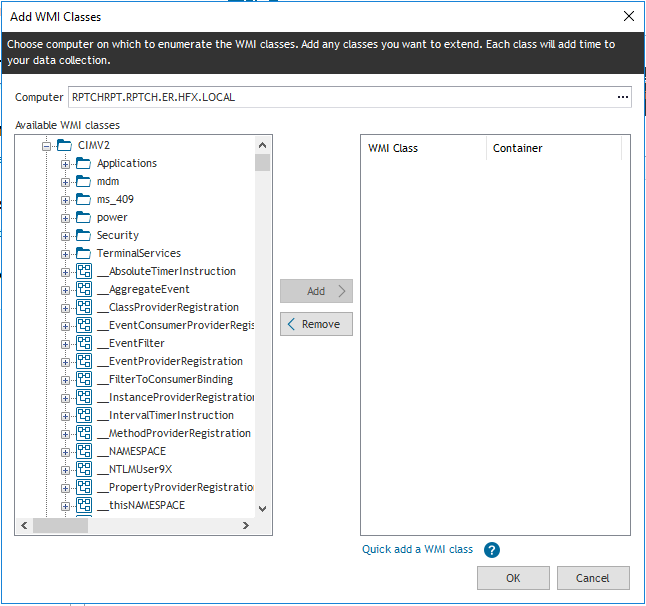 Add WMI Classes
Choose computer on which to enumerate the WMI classes. Add any classes you want to extend. Each class will add time to
your data collection.
Computer RPTCHRPT.RPTCH.ER.HFX.LOCAL ...
Available WMI classes
CIMV2
Applications
mdm
ms_409
power
Security
TerminalServices
__AbsoluteTimerInstruction
__AggregateEvent
__ClassProviderRegistration
__EventConsumerProviderRegis
__EventFilter
__EventProviderRegistration
__FilterToConsumerBinding
__InstanceProviderRegistration
__IntervalTimerInstruction
__MethodProviderRegistration
__NAMESPACE
__NTLMUser9X
__PropertyProviderRegistration
__thisNAMESPACE
Add
Remove
WMI Class Container
Quick add a WMI class ?
OK Cancel